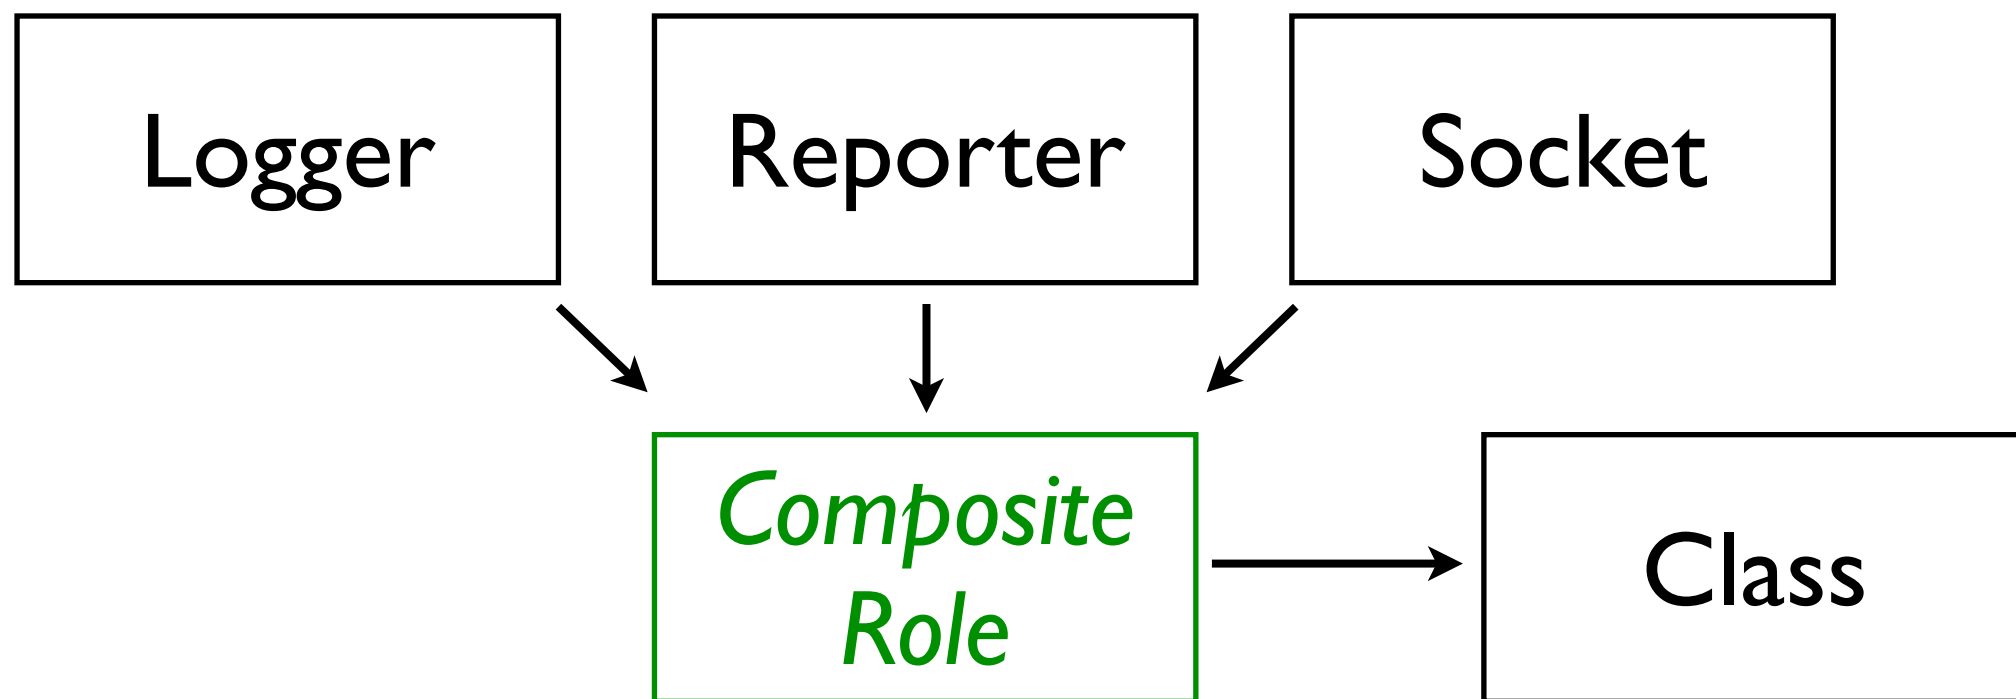 Logger
Reporter
Socket
Composite
Role
Class